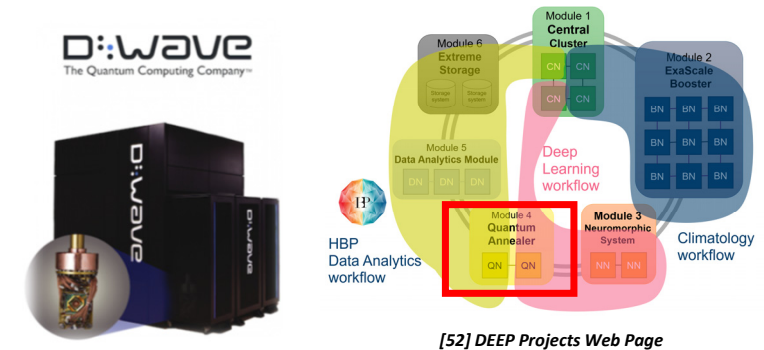 D:wave
The Quantum Computing Company™
D:wave
D:wave
Module 1
Central
Cluster
CN CN
CN CN
Module 6
Extreme
Storage
Storage system
Storage system
Module 2
ExaScale
Booster
BN BN BN
BN BN BN
BN BN BN
Module 5
Data Analytics Module
DN DN DN
Deep
Learning
workflow
HBP
Data Analytics
workflow
Module 4
Quantum
Annealer
QN QN
Module 3
Neuromorphic
System
NN NN
Climatology
workflow
[52] DEEP Projects Web Page